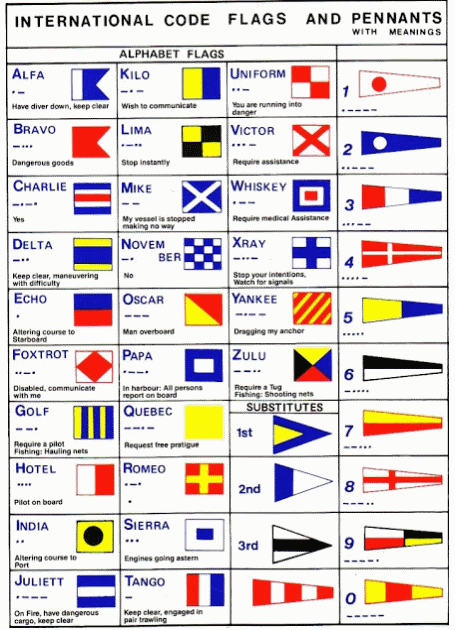 INTERNATIONAL CODE FLAGS AND PENNANTS
WITH MEANINGS
ALPHABET FLAGS
ALFA
. -
Have diver down, keep clear
BRAVO
- . . .
Dangerous goods
CHARLIE
- . - .
Yes
DELTA
- . .
Keep clear, maneuvering
with difficulty
ECHO
.
Altering course to
Starboard
FOXTROT
. . - .
Disabled, communicate
with me
GOLF
- - .
Require a pilot
Fishing: Hauling nets
HOTEL
. . . .
Pilot on board
INDIA
. .
Altering course to
Port
JULIETT
. - - -
On Fire, have dangerous
cargo, keep clear
KILO
- . -
Wish to communicate
LIMA
. - . .
Stop instantly
MIKE
- -
My vessel is stopped
making no way
NOVEM
BER
- .
No
OSCAR
- - -
Man overboard
PAPA
. - - .
In harbour: All persons
report on board
QUEBEC
- - . -
Request free pratigue
ROMEO
. - .
SIERRA
. . .
Engines going astern
TANGO
-
Keep clear, engaged in
pair trawling
UNIFORM
. . -
You are running into
danger
VICTOR
. . . -
Require assistance
WHISKEY
. - -
Require medical Assistance
XRAY
- . . -
Stop your intentions,
Watch for signals
YANKEE
- . - -
Dragging my anchor
ZULU
- - . .
Require a Tug
Fishing: Shooting nets
SUBSTITUTES
1st
2nd
3rd
1
2
3
4
5
6
7
8
9
0